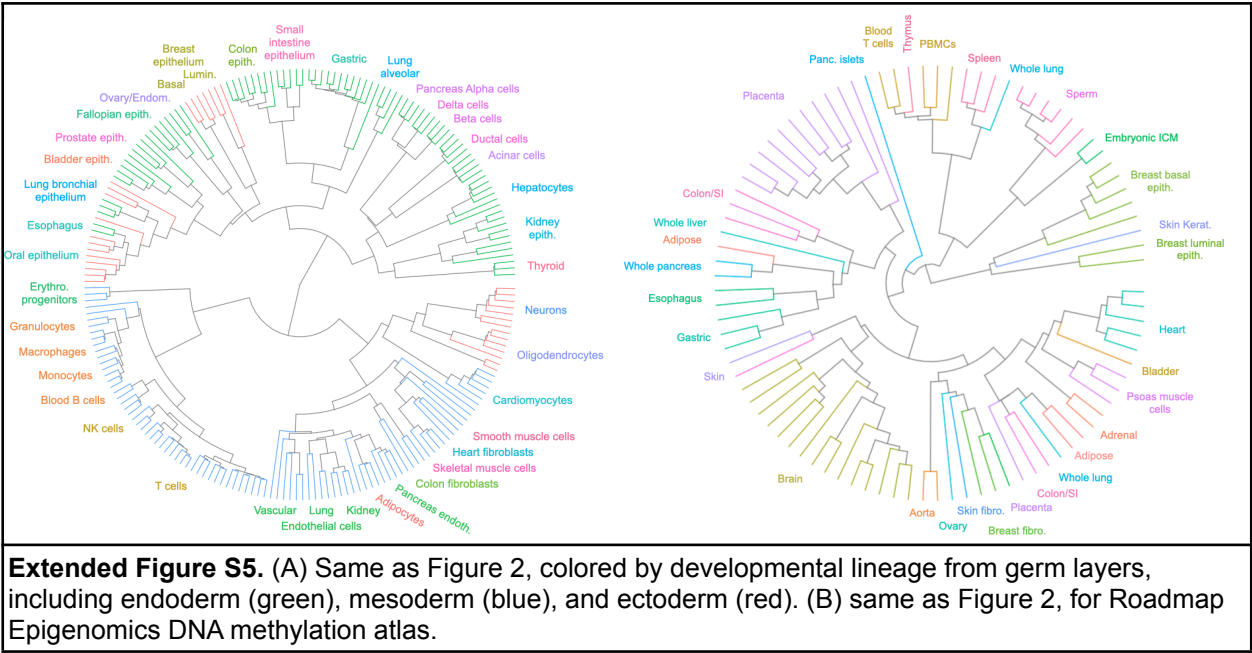 Breast
epithelium
Lumin.
Basal
Colon
epith.
Small
intestine
epithelium
Gastric
Lung
alveolar
Pancreas Alpha cells
Delta cells
Beta cells
Ductal cells
Acinar cells
Hepatocytes
Kidney
epith.
Thyroid
Neurons
Oligodendrocytes
Cardiomyocytes
Smooth muscle cells
Heart fibroblasts
Skeletal muscle cells
Colon fibroblasts
Pancreas endoth.
Adipocytes
Kidney
Lung
Vascular
Endothelial cells
T cells
NK cells
Blood B cells
Monocytes
Macrophages
Granulocytes
Erythro.
progenitors
Oral epithelium
Esophagus
Lung bronchial
epithelium
Bladder epith.
Prostate epith.
Fallopian epith.
Ovary/Endom.
Blood
T cells
Thymus
PBMCs
Spleen
Whole lung
Sperm
Embryonic ICM
Breast basal
epith.
Skin Kerat.
Breast luminal
epith.
Heart
Bladder
Psoas muscle
cells
Adrenal
Adipose
Whole lung
Colon/SI
Placenta
Breast fibro.
Skin fibro.
Ovary
Aorta
Brain
Skin
Gastric
Esophagus
Whole pancreas
Adipose
Whole liver
Colon/SI
Placenta
Panc. islets
Extended Figure S5. (A) Same as Figure 2, colored by developmental lineage from germ layers,
including endoderm (green), mesoderm (blue), and ectoderm (red). (B) same as Figure 2, for Roadmap
Epigenomics DNA methylation atlas.